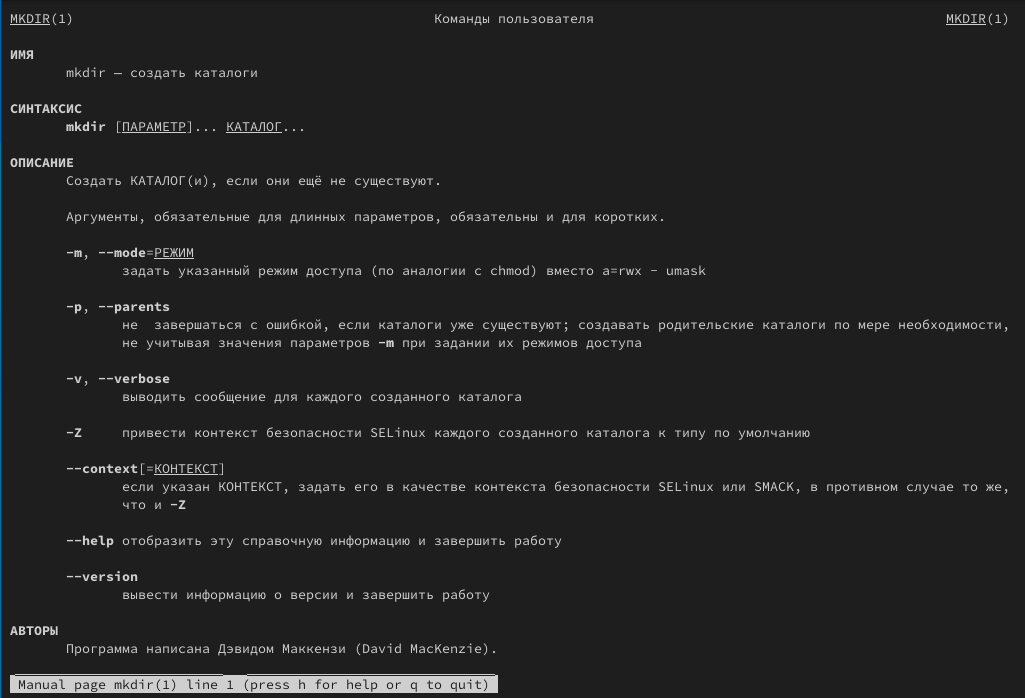 MKDIR(1) Команды пользователя MKDIR(1)
ИМЯ
mkdir — создать каталоги
СИНТАКСИС
mkdir [ПАРАМЕТР]... КАТАЛОГ...
ОПИСАНИЕ
Создать КАТАЛОГ(и), если они ещё не существуют.
Аргументы, обязательные для длинных параметров, обязательны и для коротких.
-m, --mode=РЕЖИМ
задать указанный режим доступа (по аналогии с chmod) вместо a=rwx - umask
-p, --parents
не завершаться с ошибкой, если каталоги уже существуют; создавать родительские каталоги по мере необходимости,
не учитывая значения параметров -m при задании их режимов доступа
-v, --verbose
выводить сообщение для каждого созданного каталога
-Z привести контекст безопасности SELinux каждого созданного каталога к типу по умолчанию
--context[=КОНТЕКСТ]
если указан КОНТЕКСТ, задать его в качестве контекста безопасности SELinux или SMACK, в противном случае то же,
что и -Z
--help отобразить эту справочную информацию и завершить работу
--version
вывести информацию о версии и завершить работу
АВТОРЫ
Программа написана Дэвидом Маккензи (David MacKenzie).
Manual page mkdir(1) line 1 (press h for help or q to quit)